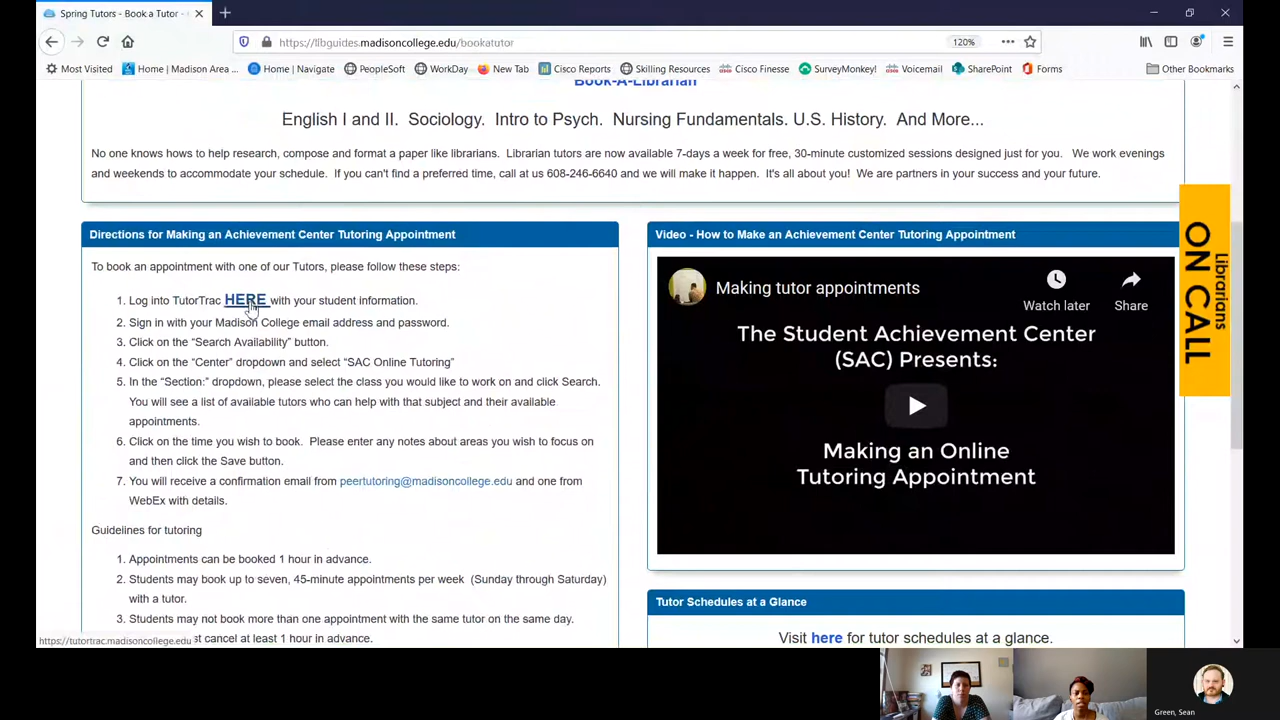 Spring Tutors - Book a Tutor -
https://libguides.madisoncollege.edu/bookatutor
120%
Most Visited
Home | Madison Area ...
Home | Navigate
PeopleSoft
WorkDay
New Tab
Cisco Reports
Skilling Resources
Cisco Finesse
SurveyMonkey!
Voicemail
SharePoint
Forms
Other Bookmarks
Book-A-Librarian
English I and II. Sociology. Intro to Psych. Nursing Fundamentals. U.S. History. And More...
No one knows hows to help research, compose and format a paper like librarians. Librarian tutors are now available 7-days a week for free, 30-minute customized sessions designed just for you. We work evenings
and weekends to accommodate your schedule. If you can't find a preferred time, call at us 608-246-6640 and we will make it happen. It's all about you! We are partners in your success and your future.
Directions for Making an Achievement Center Tutoring Appointment
To book an appointment with one of our Tutors, please follow these steps:
1. Log into TutorTrac HERE with your student information.
2. Sign in with your Madison College email address and password.
3. Click on the “Search Availability” button.
4. Click on the “Center” dropdown and select “SAC Online Tutoring”
5. In the “Section:” dropdown, please select the class you would like to work on and click Search.
You will see a list of available tutors who can help with that subject and their available
appointments.
6. Click on the time you wish to book. Please enter any notes about areas you wish to focus on
and then click the Save button.
7. You will receive a confirmation email from peertutoring@madisoncollege.edu and one from
WebEx with details.
Guidelines for tutoring
1. Appointments can be booked 1 hour in advance.
2. Students may book up to seven, 45-minute appointments per week (Sunday through Saturday)
with a tutor.
3. Students may not book more than one appointment with the same tutor on the same day.
cancel at least 1 hour in advance.
https://tutortrac.madisoncollege.edu
Video - How to Make an Achievement Center Tutoring Appointment
Making tutor appointments
Watch later
Share
The Student Achievement Center
(SAC) Presents:
Making an Online
Tutoring Appointment
Tutor Schedules at a Glance
Visit here for tutor schedules at a glance.
Librarians
ON CALL
Green, Sean